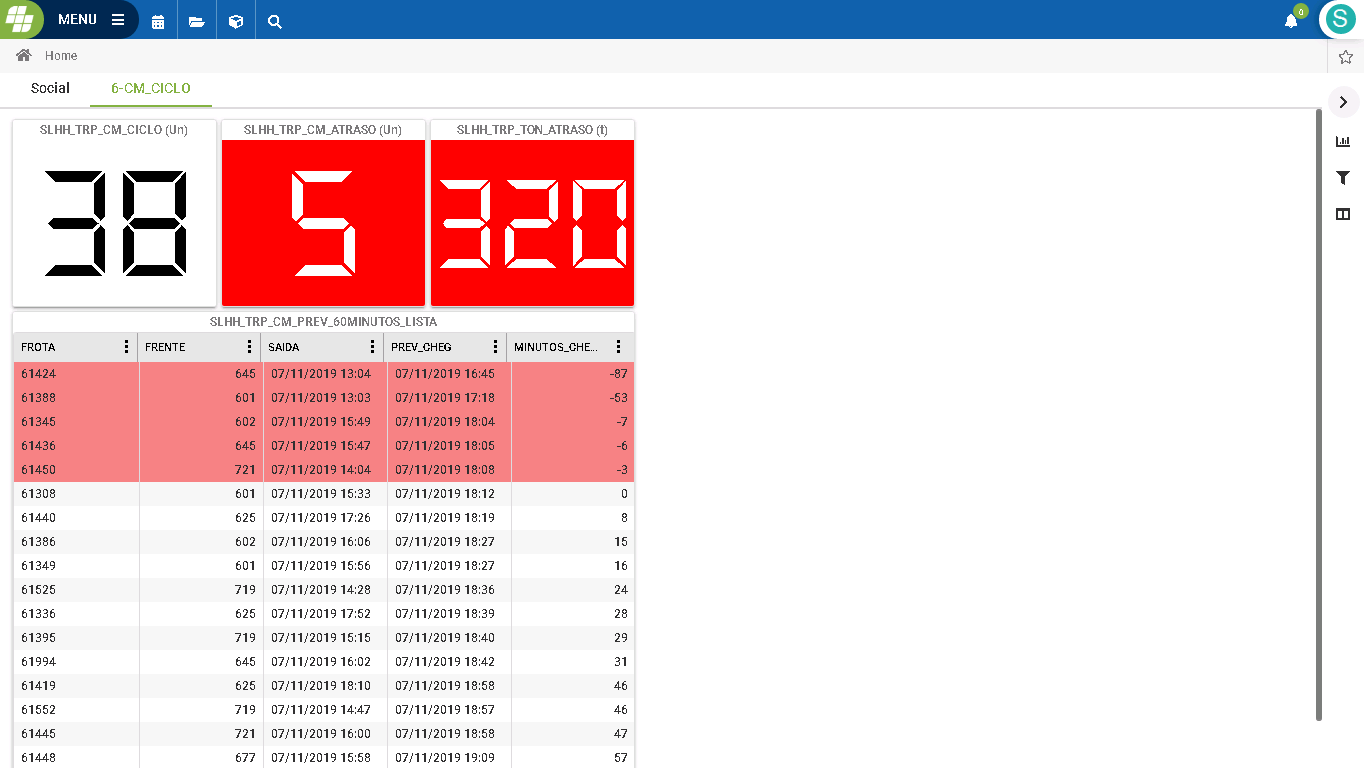 MENU
0
S
Home
Social 6-CM_CICLO
SLHH_TRP_CM_CICLO (Un) SLHH_TRP_CM_ATRASO (Un) SLHH_TRP_TON_ATRASO (t)
38 5 320
SLHH_TRP_CM_PREV_60MINUTOS_LISTA
FROTA FRENTE SAIDA PREV_CHEG MINUTOS_CHE...
61424 645 07/11/2019 13:04 07/11/2019 16:45 -87
61388 601 07/11/2019 13:03 07/11/2019 17:18 -53
61345 602 07/11/2019 15:49 07/11/2019 18:04 -7
61436 645 07/11/2019 15:47 07/11/2019 18:05 -6
61450 721 07/11/2019 14:04 07/11/2019 18:08 -3
61308 601 07/11/2019 15:33 07/11/2019 18:12 0
61440 625 07/11/2019 17:26 07/11/2019 18:19 8
61386 602 07/11/2019 16:06 07/11/2019 18:27 15
61349 601 07/11/2019 15:56 07/11/2019 18:27 16
61525 719 07/11/2019 14:28 07/11/2019 18:36 24
61336 625 07/11/2019 17:52 07/11/2019 18:39 28
61395 719 07/11/2019 15:15 07/11/2019 18:40 29
61994 645 07/11/2019 16:02 07/11/2019 18:42 31
61419 625 07/11/2019 18:10 07/11/2019 18:58 46
61552 719 07/11/2019 14:47 07/11/2019 18:57 46
61445 721 07/11/2019 16:00 07/11/2019 18:58 47
61448 677 07/11/2019 15:58 07/11/2019 19:09 57